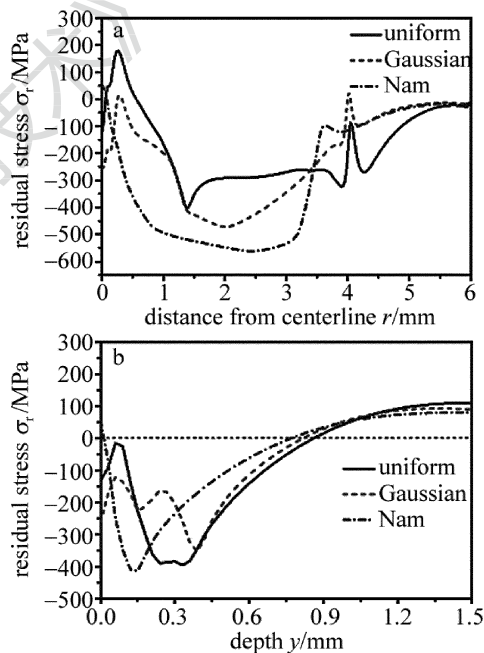 技术》
300
200
100
0
−100
−200
−300
−400
−500
−600
residual stress σr /MPa
a
uniform
Gaussian
Nam
0 1 2 3 4 5 6
distance from centerline r/mm
300
200
100
0
−100
−200
−300
−400
−500
residual stress σr /MPa
b
uniform
Gaussian
Nam
0.0 0.3 0.6 0.9 1.2 1.5
depth y/mm